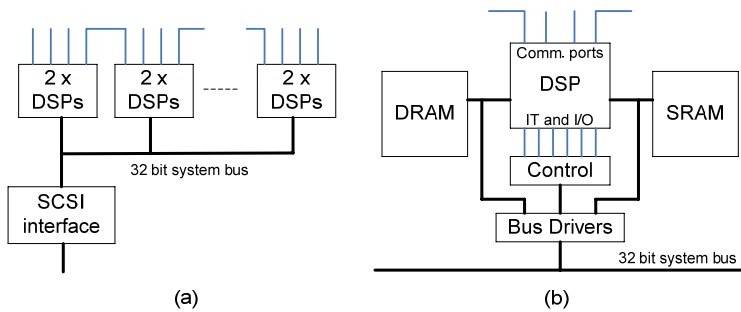 2 x
DSPs
2 x
DSPs
2 x
DSPs
32 bit system bus
SCSI
interface
(a)
Comm. ports
DSP
IT and I/O
DRAM
SRAM
Control
Bus Drivers
32 bit system bus
(b)